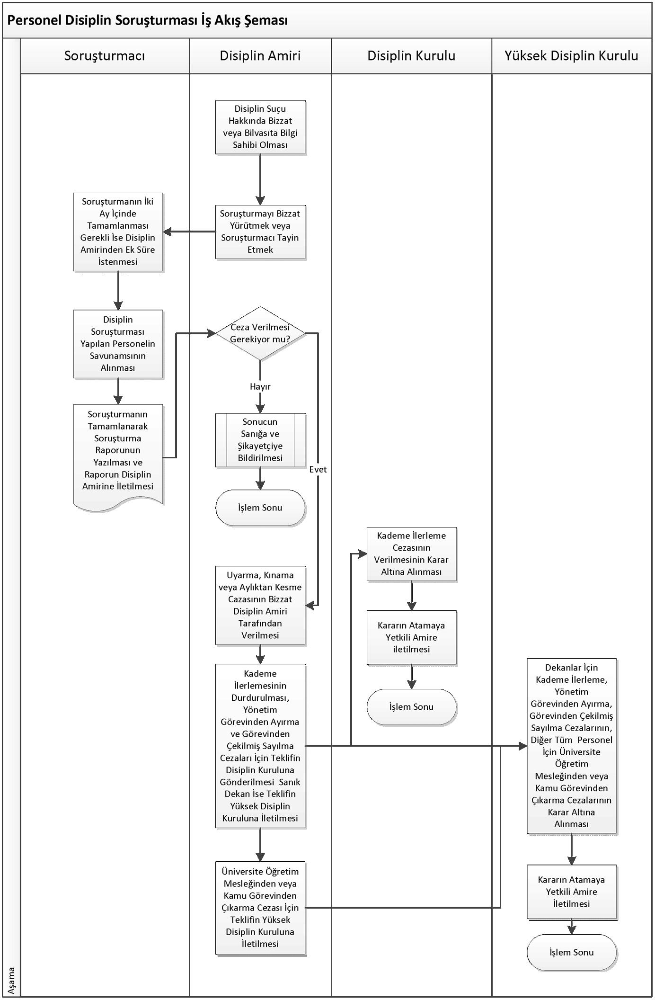 Personel Disiplin Soruşturması İş Akış Şeması
Soruşturmacı
Disiplin Amiri
Disiplin Kurulu
Yüksek Disiplin Kurulu
Disiplin Suçu
Hakkında Bizzat
veya Bilvasıta Bilgi
Sahibi Olması
Soruşturmanın İki
Ay İçinde
Tamamlanması
Gerekli İse Disiplin
Amirinden Ek Süre
İstenmesi
Soruşturmayı Bizzat
Yürütmek veya
Soruşturmacı Tayin
Etmek
Disiplin
Soruşturması
Yapılan Personelin
Savunamsının
Alınması
Ceza Verilmesi
Gerekiyor mu?
Hayır
Soruşturmanın
Tamamlanarak
Soruşturma
Raporunun
Yazılması ve
Raporun Disiplin
Amirine İletilmesi
Sonucun
Sanığa ve
Şikayetçiye
Bildirilmesi
Evet
İşlem Sonu
Kademe İlerleme
Cezasının
Verilmesinin Karar
Altına Alınması
Uyarma, Kınama
veya Aylıktan Kesme
Cazasının Bizzat
Disiplin Amiri
Tarafından
Verilmesi
Kararın Atamaya
Yetkili Amire
iletilmesi
İşlem Sonu
Kademe
İlerlemesinin
Durdurulması,
Yönetim
Görevinden Ayırma
ve Görevinden
Çekilmiş Sayılma
Cezaları İçin Teklifin
Disiplin Kuruluna
Gönderilmesi  Sanık
Dekan İse Teklifin
Yüksek Disiplin
Kuruluna İletilmesi
Dekanlar İçin
Kademe İlerleme,
Yönetim
Görevinden Ayırma,
Görevinden Çekilmiş
Sayılma Cezalarının,
Diğer Tüm  Personel
İçin Üniversite
Öğretim
Mesleğinden veya
Kamu Görevinden
Çıkarma Cezalarının
Karar Altına
Alınması
Üniversite Öğretim
Mesleğinden veya
Kamu Görevinden
Çıkarma Cezası İçin
Teklifin Yüksek
Disiplin Kuruluna
İletilmesi
Kararın Atamaya
Yetkili Amire
İletilmesi
İşlem Sonu
Aşama